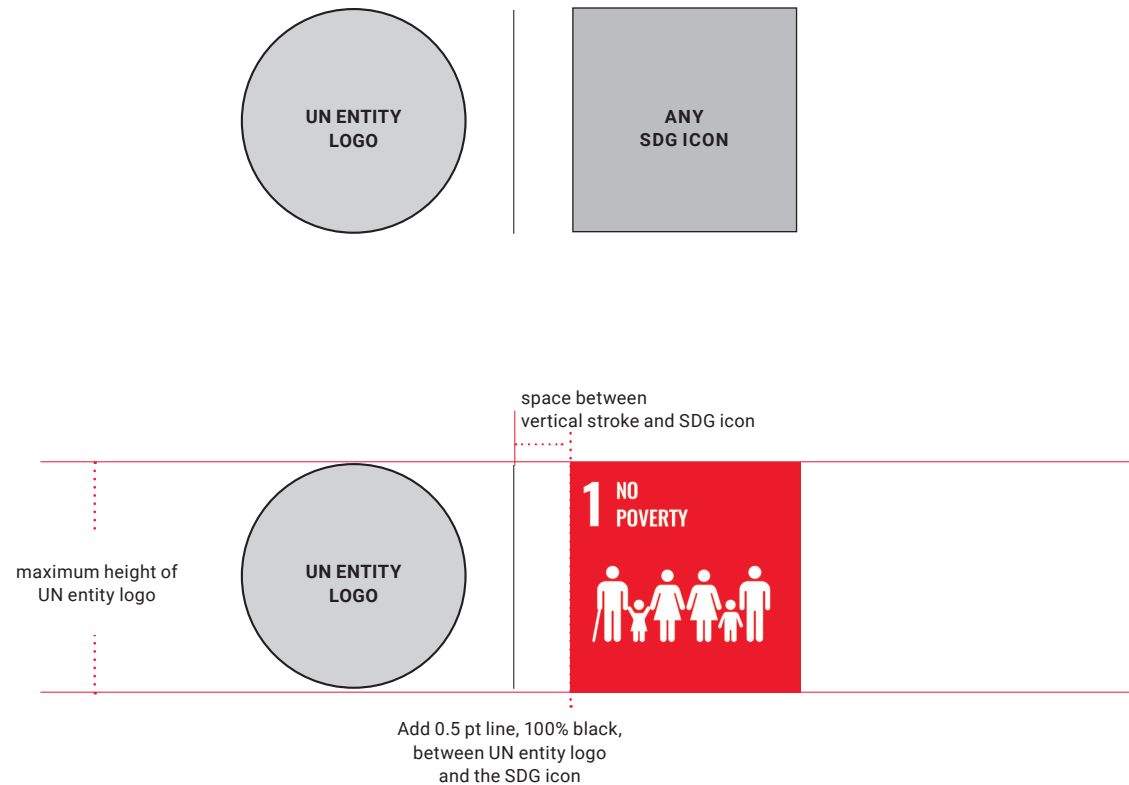 UN ENTITY
LOGO
ANY
SDG ICON
space between
vertical stroke and SDG icon
maximum height of
UN entity logo
UN ENTITY
LOGO
1 NO
POVERTY
Add 0.5 pt line, 100% black,
between UN entity logo
and the SDG icon